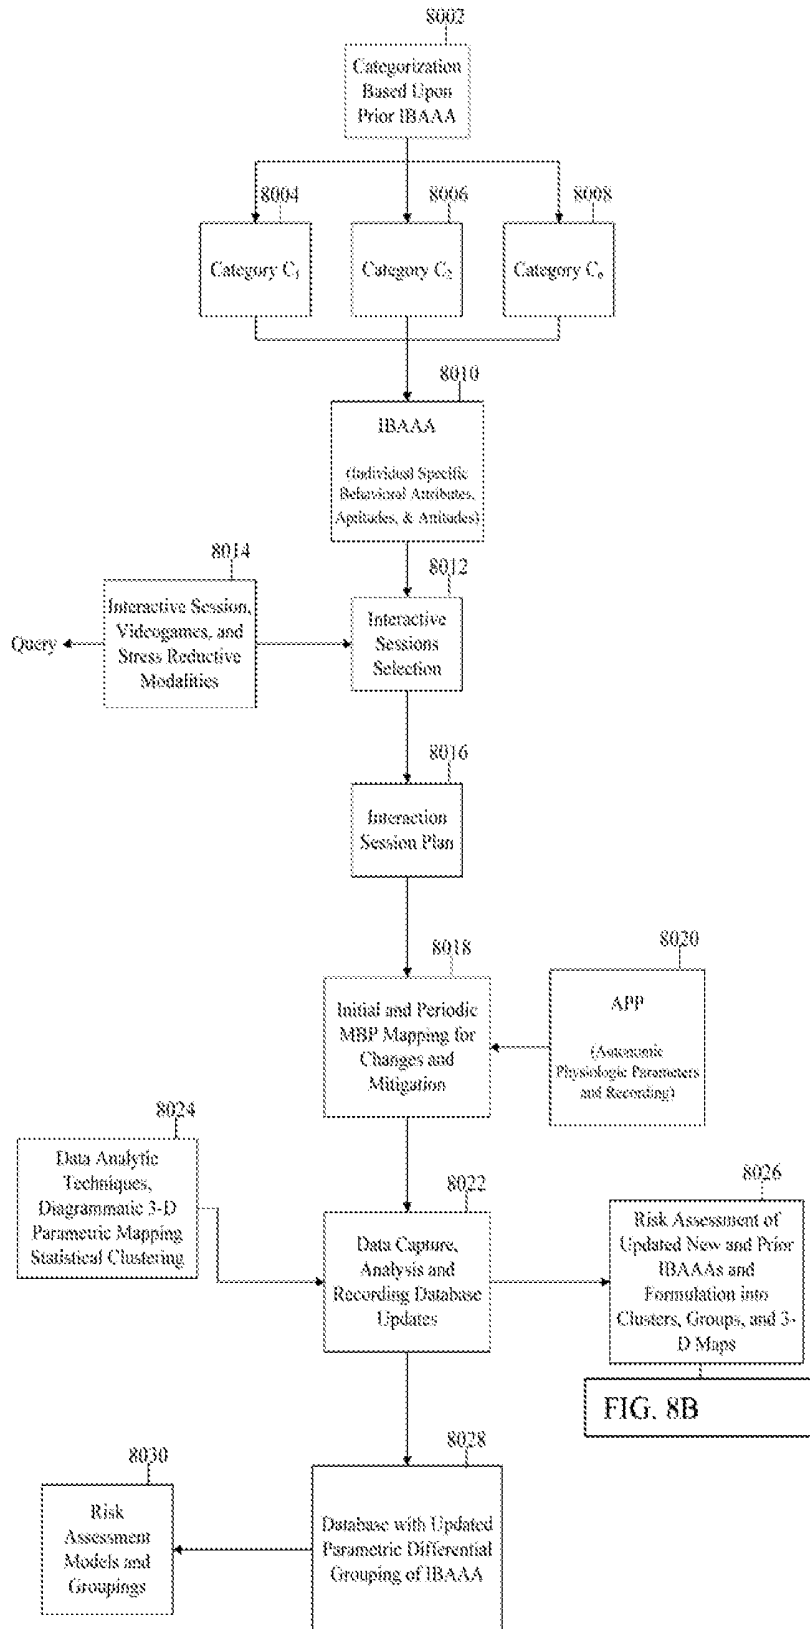 8002
Categorization
Based Upon
Prior IBAAA
8004
8006
8008
Category C1
Category C2
Category Cn
8010
IBAAA
(Individual Specific
Behavioral Attributes,
Aptitudes, & Attitudes)
8014
8012
Interactive Session,
Videogames, and
Stress Reductive
Modalities
Query
Interactive
Sessions
Selection
8016
Interaction
Session Plan
8018
8020
Initial and Periodic
MBP Mapping for
Changes and
Mitigation
APP
(Autonomic
Physiologic Parameters
and Recording)
8024
Data Analytic
Techniques,
Diagrammatic 3-D
Parametric Mapping
Statistical Clustering
8022
Data Capture,
Analysis and
Recording Database
Updates
8026
Risk Assessment of
Updated New and Prior
IBAAAs and
Formulation into
Clusters, Groups, and 3-
D Maps
FIG. 8B
8030
8028
Risk
Assessment
Models and
Groupings
Database with Updated
Parametric Differential
Grouping of IBAAA